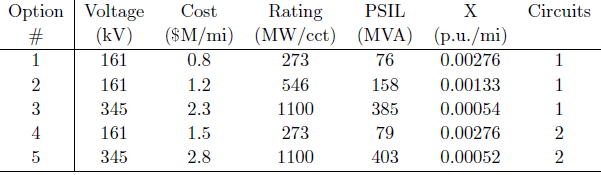 Option Voltage Cost Rating PSIL X Circuits
# (kV) ($M/mi) (MW/cct) (MVA) (p.u./mi)
1 161 0.8 273 76 0.00276 1
2 161 1.2 546 158 0.00133 1
3 345 2.3 1100 385 0.00054 1
4 161 1.5 273 79 0.00276 2
5 345 2.8 1100 403 0.00052 2